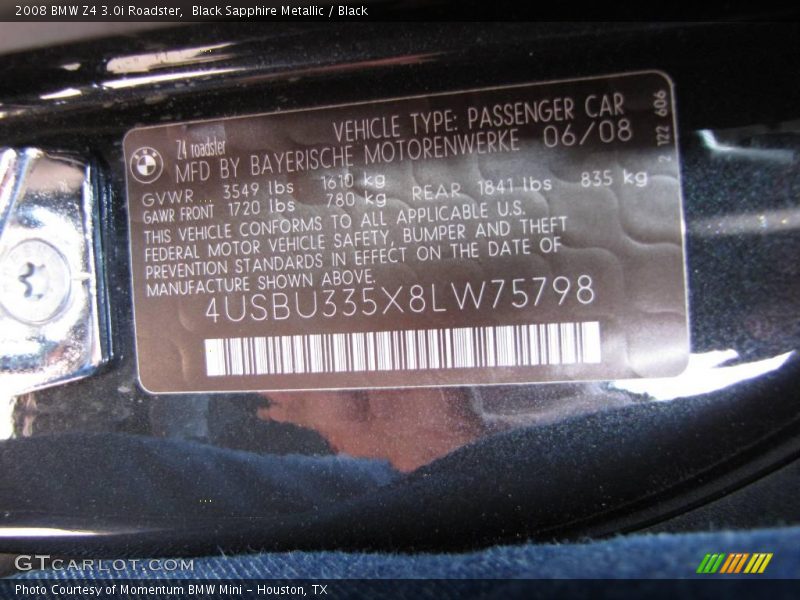 2008 BMW Z4 3.0i Roadster, Black Sapphire Metallic / Black
Z4 roadster
VEHICLE TYPE: PASSENGER CAR
MFD BY BAYERISCHE MOTORENWERKE 06/08
GVWR 3549 lbs 1610 kg
GAWR FRONT 1720 lbs 780 kg REAR 1841 lbs 835 kg
THIS VEHICLE CONFORMS TO ALL APPLICABLE U.S.
FEDERAL MOTOR VEHICLE SAFETY, BUMPER AND THEFT
PREVENTION STANDARDS IN EFFECT ON THE DATE OF
MANUFACTURE SHOWN ABOVE.
4USBU335X8LW75798
2 122 606
GTCARLOT.COM
Photo Courtesy of Momentum BMW Mini - Houston, TX